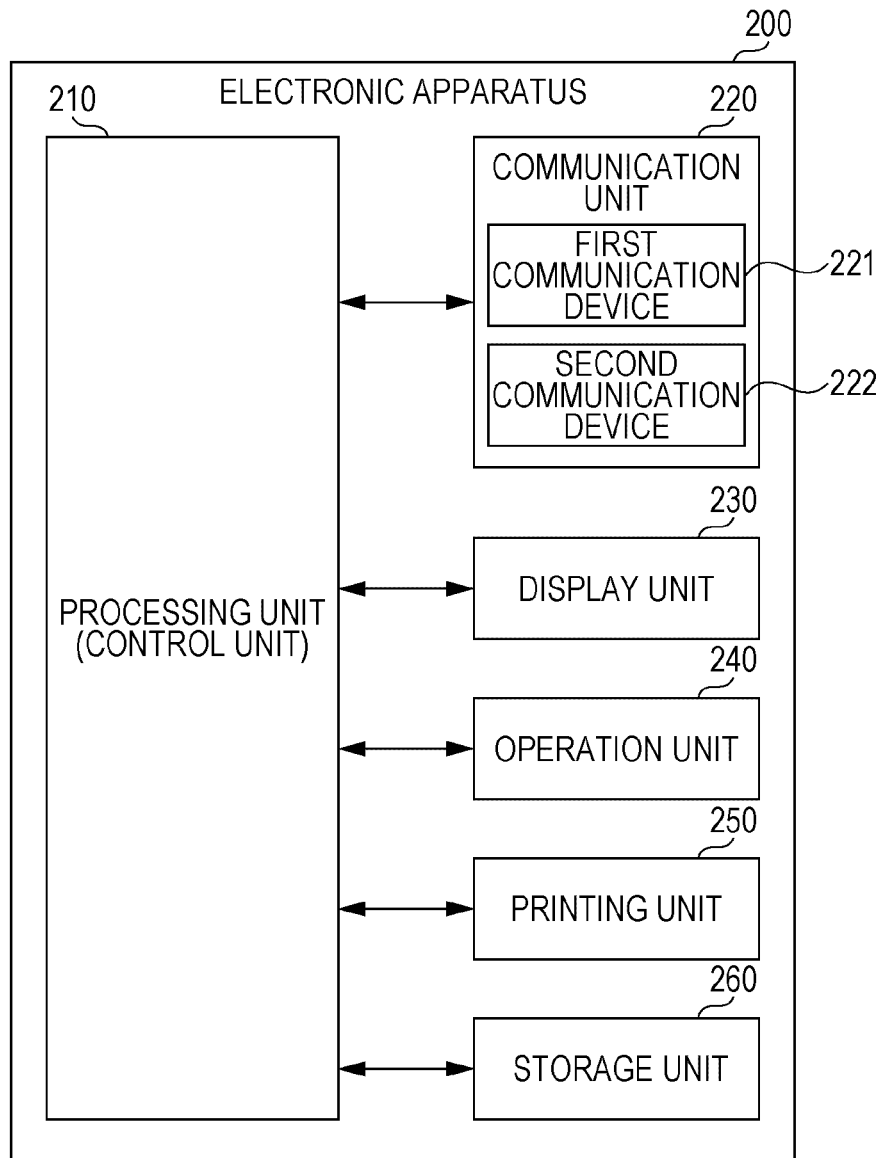 200
ELECTRONIC APPARATUS
210
220
COMMUNICATION
UNIT
FIRST
COMMUNICATION
DEVICE
221
SECOND
COMMUNICATION
DEVICE
222
230
DISPLAY UNIT
PROCESSING UNIT
(CONTROL UNIT)
240
OPERATION UNIT
250
PRINTING UNIT
260
STORAGE UNIT